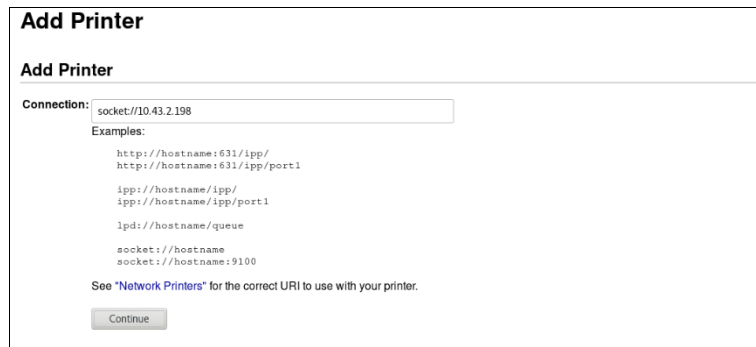 Add Printer
Add Printer
Connection: socket://10.43.2.198
Examples:
http://hostname:631/ipp/
http://hostname:631/ipp/port1
ipp://hostname/ipp/
ipp://hostname/ipp/port1
lpd://hostname/queue
socket://hostname
socket://hostname:9100
See "Network Printers" for the correct URI to use with your printer.
Continue